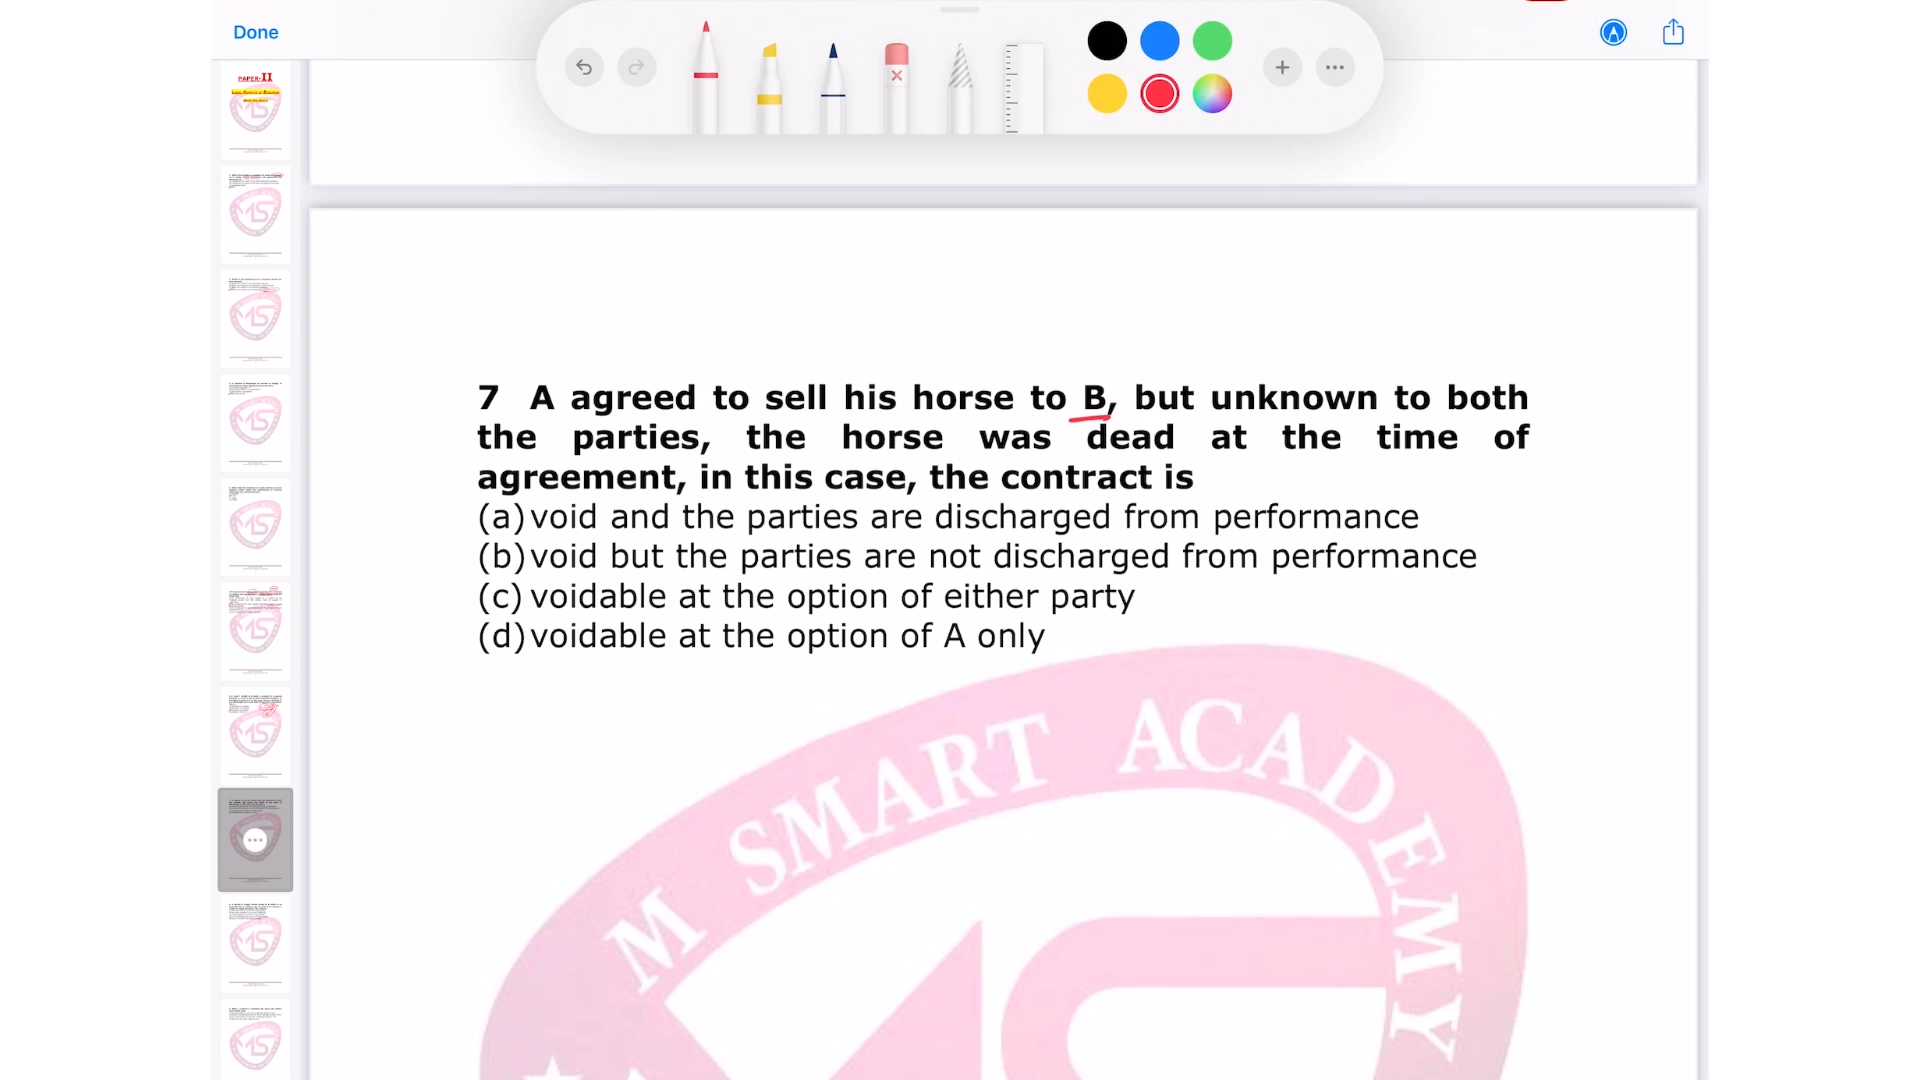 Done
PAPER-II
7 A agreed to sell his horse to B, but unknown to both
the parties, the horse was dead at the time of
agreement, in this case, the contract is
(a) void and the parties are discharged from performance
(b) void but the parties are not discharged from performance
(c) voidable at the option of either party
(d) voidable at the option of A only
M SMART ACADEMY